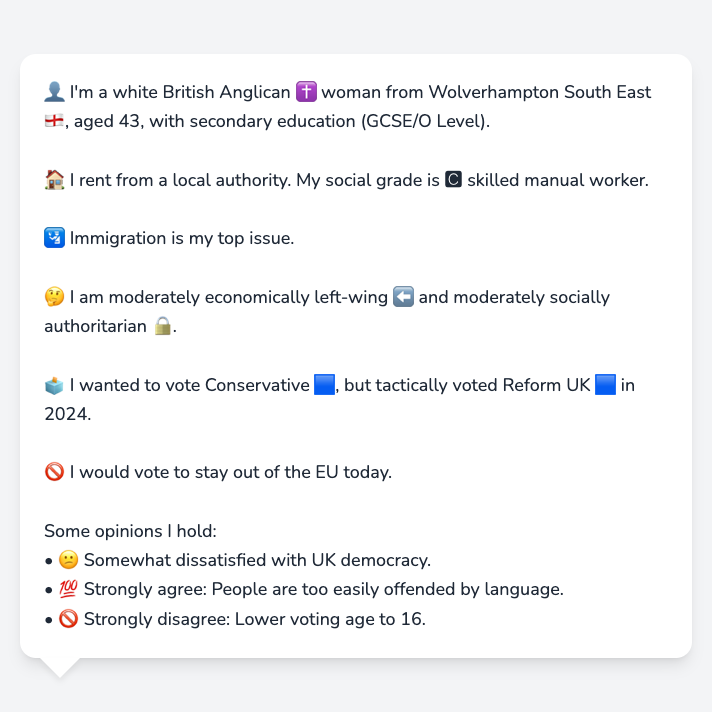 👤 I'm a white British Anglican ✝️ woman from Wolverhampton South East
🏴󠁧󠁢󠁥󠁮󠁧󠁿, aged 43, with secondary education (GCSE/O Level).
🏠 I rent from a local authority. My social grade is 🅲 skilled manual worker.
🛂 Immigration is my top issue.
🤔 I am moderately economically left-wing ⬅️ and moderately socially
authoritarian 🔒.
🗳️ I wanted to vote Conservative 🟦, but tactically voted Reform UK 🟦 in
2024.
🚫 I would vote to stay out of the EU today.
Some opinions I hold:
• 🙁 Somewhat dissatisfied with UK democracy.
• 💯 Strongly agree: People are too easily offended by language.
• 🚫 Strongly disagree: Lower voting age to 16.